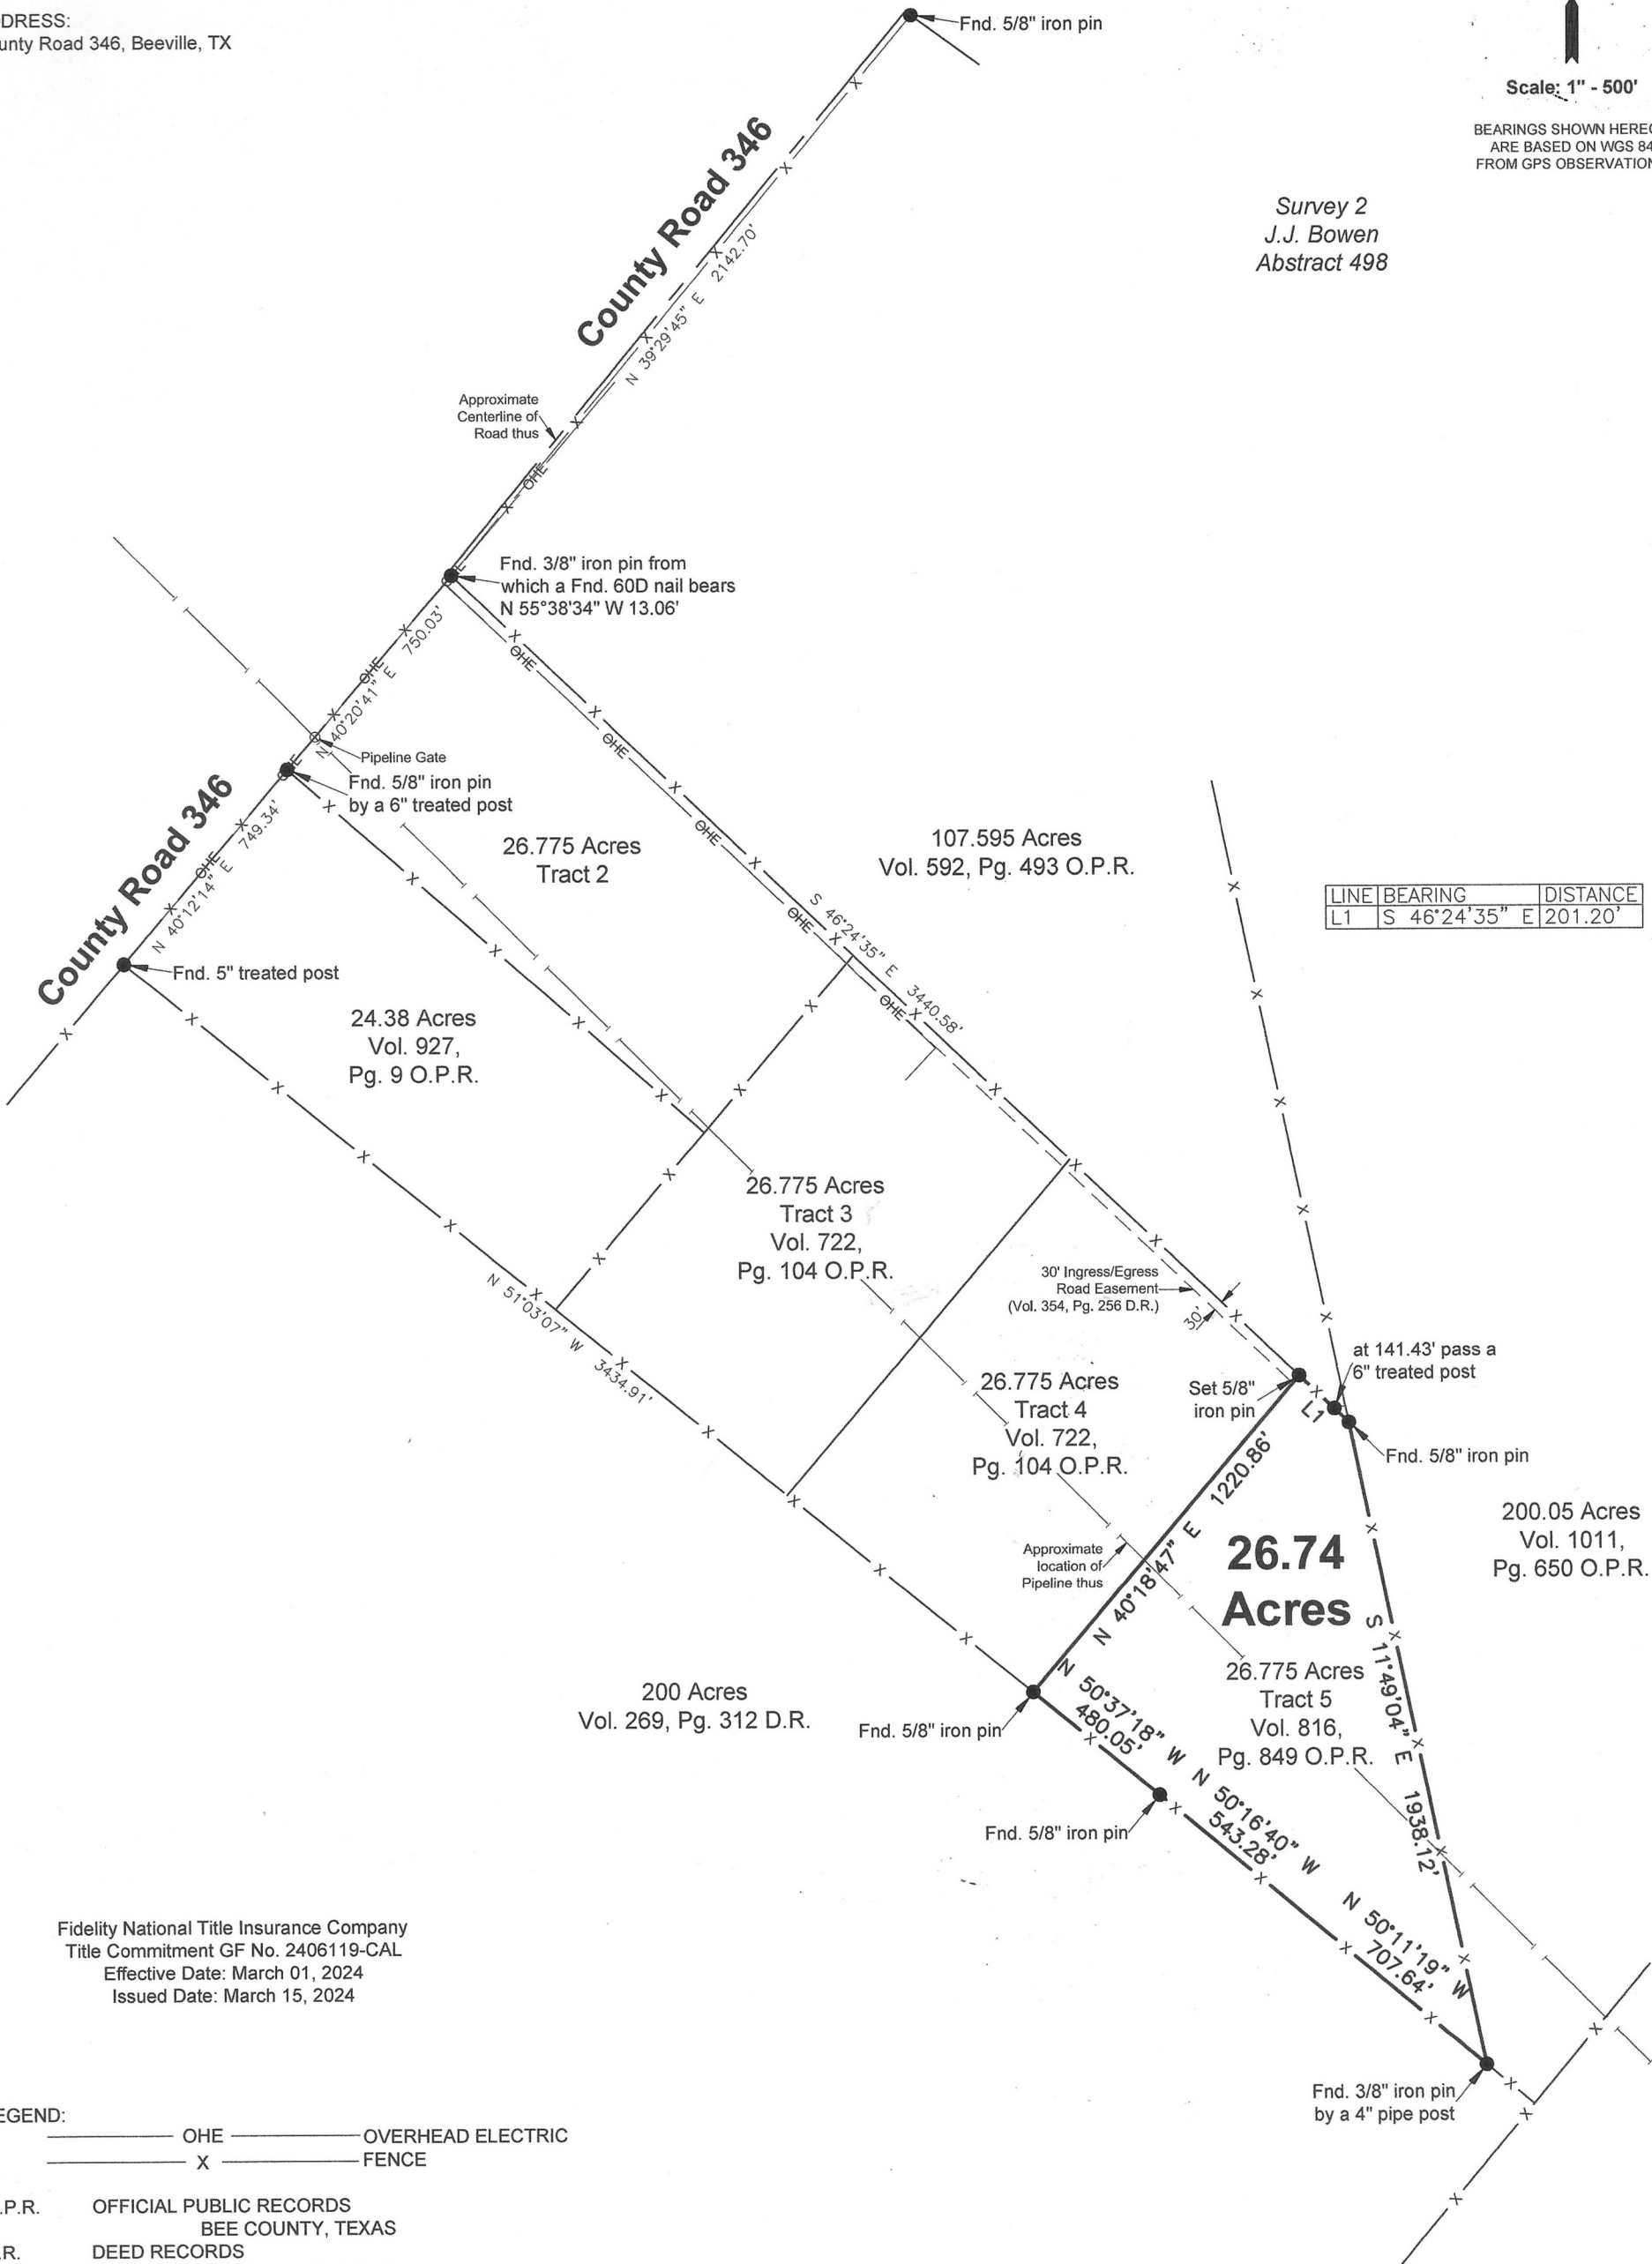 DRESS:
unty Road 346, Beeville, TX
Fnd. 5/8" iron pin
Scale: 1" - 500'
BEARINGS SHOWN HEREO
ARE BASED ON WGS 84
FROM GPS OBSERVATION
Survey 2
J.J. Bowen
Abstract 498
County Road 346
N 39°29'45" E 2142.70'
Approximate
Centerline of
Road thus
OHE
Fnd. 3/8" iron pin from
which a Fnd. 60D nail bears
N 55°38'34" W 13.06'
N 40°20'41" E 750.03'
OHE
OHE
Pipeline Gate
Fnd. 5/8" iron pin
by a 6" treated post
County Road 346
N 40°12'14" E 749.34'
OHE
Fnd. 5" treated post
26.775 Acres
Tract 2
OHE
OHE
OHE
OHE
S 46°24'35" E 3440.58'
107.595 Acres
Vol. 592, Pg. 493 O.P.R.
LINE BEARING DISTANCE
L1 S 46°24'35" E 201.20'
24.38 Acres
Vol. 927,
Pg. 9 O.P.R.
26.775 Acres
Tract 3
Vol. 722,
Pg. 104 O.P.R.
N 51°03'07" W 3434.91'
30' Ingress/Egress
Road Easement
(Vol. 354, Pg. 256 D.R.)
30'
at 141.43' pass a
6" treated post
Set 5/8"
iron pin
L1
Fnd. 5/8" iron pin
26.775 Acres
Tract 4
Vol. 722,
Pg. 104 O.P.R.
N 40°18'47" E 1220.86'
Approximate
location of
Pipeline thus
26.74
Acres
200.05 Acres
Vol. 1011,
Pg. 650 O.P.R.
S 11°49'04" E 1938.12'
26.775 Acres
Tract 5
Vol. 816,
Pg. 849 O.P.R.
200 Acres
Vol. 269, Pg. 312 D.R.
Fnd. 5/8" iron pin
N 50°37'18" W
480.05'
Fnd. 5/8" iron pin
N 50°16'40" W
543.28'
N 50°11'19" W
707.64'
Fnd. 3/8" iron pin
by a 4" pipe post
Fidelity National Title Insurance Company
Title Commitment GF No. 2406119-CAL
Effective Date: March 01, 2024
Issued Date: March 15, 2024
EGEND:
OHE OVERHEAD ELECTRIC
X FENCE
.P.R. OFFICIAL PUBLIC RECORDS
BEE COUNTY, TEXAS
.R. DEED RECORDS